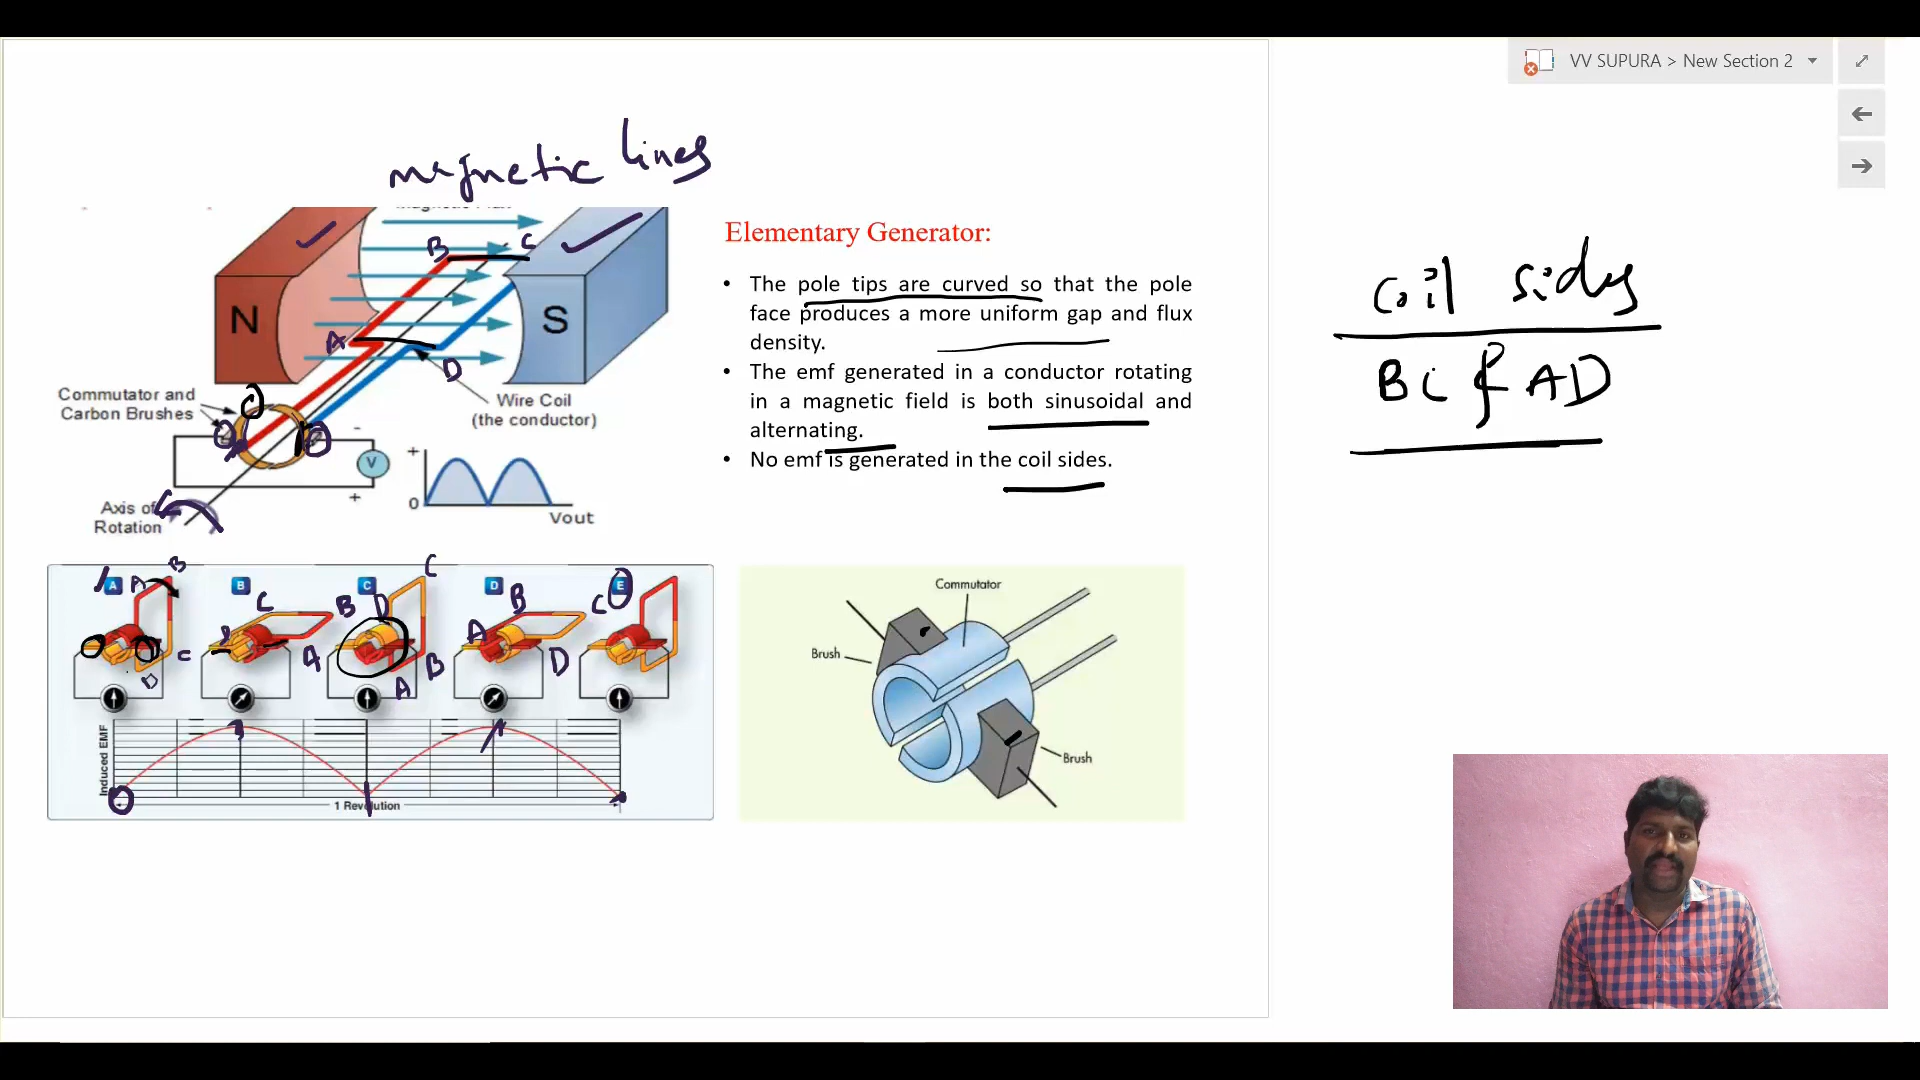 VV SUPURA > New Section 2
magnetic lines
Elementary Generator:
• The pole tips are curved so that the pole
face produces a more uniform gap and flux
density.
• The emf generated in a conductor rotating
in a magnetic field is both sinusoidal and
alternating.
• No emf is generated in the coil sides.
coil sides
BC & AD
N
S
B
C
A
D
Commutator and
Carbon Brushes
Wire Coil
(the conductor)
-
V
+
+
0
Vout
Axis of
Rotation
A
A
B
C
D
B
C
B
A
C
D
C
B
A
D
B
C
A
D
E
Induced EMF
1 Revolution
Commutator
Brush
Brush